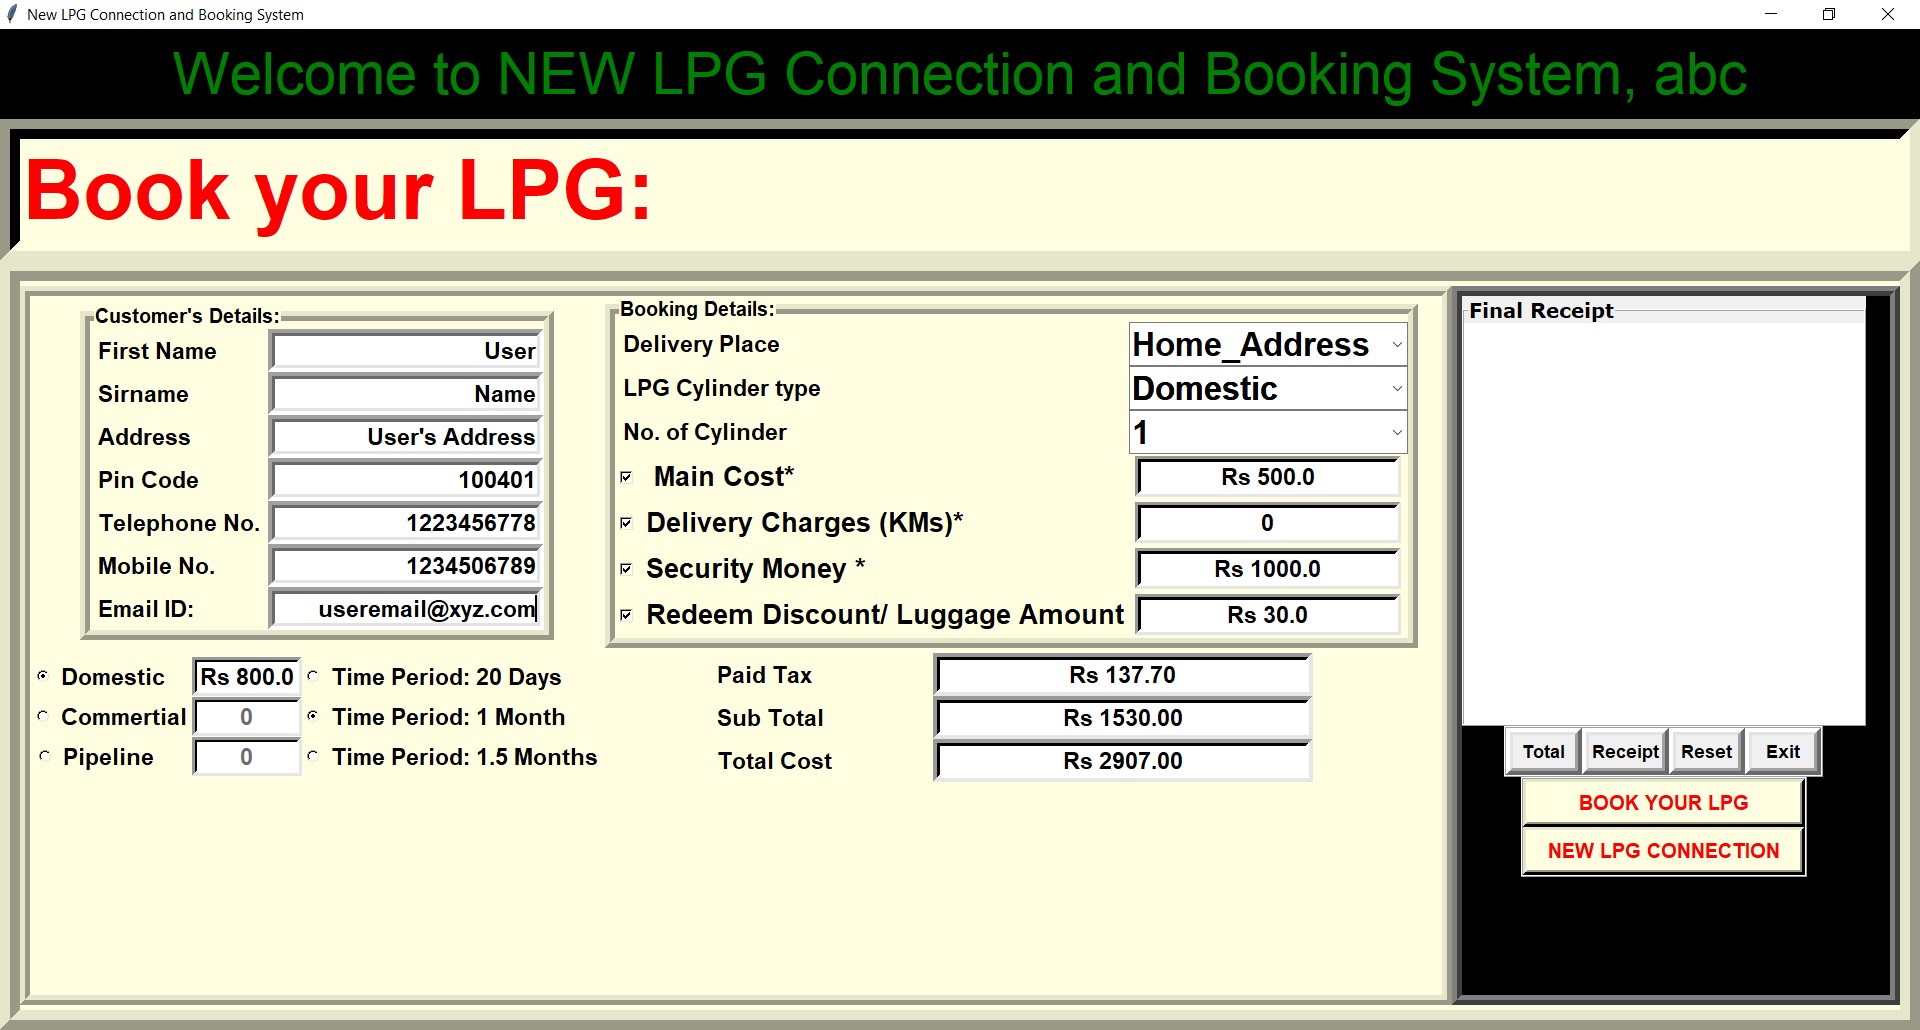 New LPG Connection and Booking System
Welcome to NEW LPG Connection and Booking System, abc
Book your LPG:
Customer's Details:
First Name User
Sirname Name
Address User's Address
Pin Code 100401
Telephone No. 1223456778
Mobile No. 1234506789
Email ID: useremail@xyz.com
Booking Details:
Delivery Place Home_Address
LPG Cylinder type Domestic
No. of Cylinder 1
Main Cost* Rs 500.0
Delivery Charges (KMs)* 0
Security Money * Rs 1000.0
Redeem Discount/ Luggage Amount Rs 30.0
Domestic Rs 800.0 Time Period: 20 Days
Commertial 0 Time Period: 1 Month
Pipeline 0 Time Period: 1.5 Months
Paid Tax Rs 137.70
Sub Total Rs 1530.00
Total Cost Rs 2907.00
Final Receipt
Total Receipt Reset Exit
BOOK YOUR LPG
NEW LPG CONNECTION